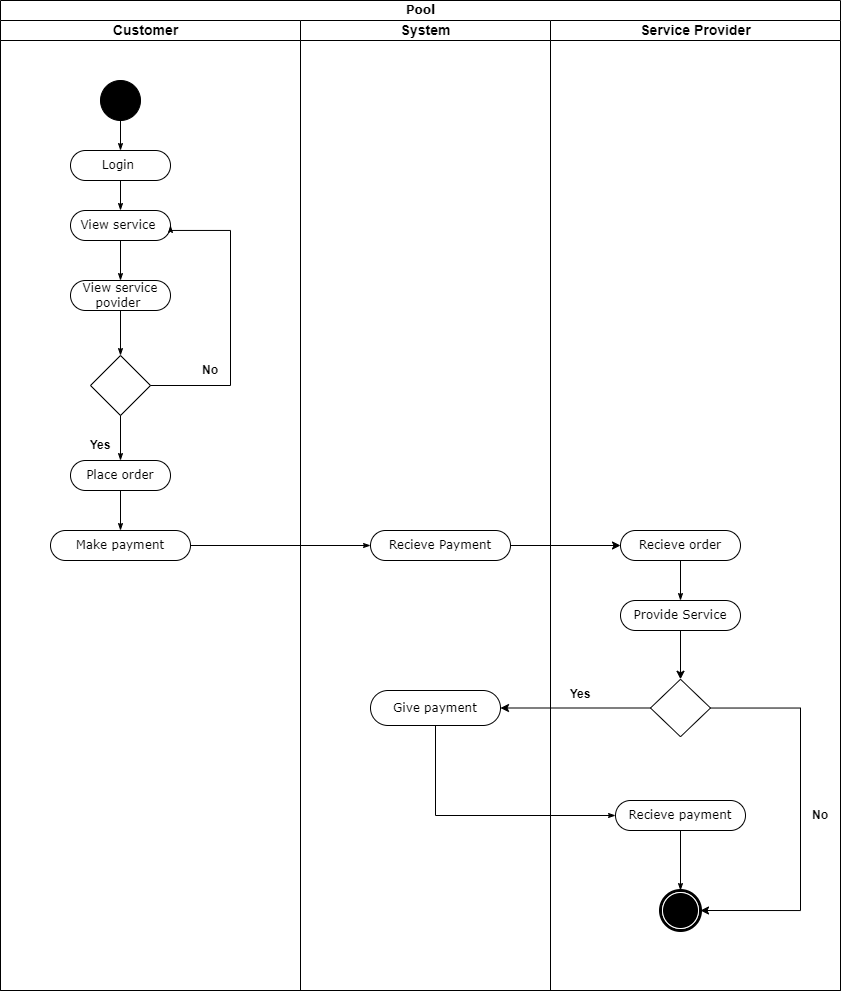 Pool
Customer
System
Service Provider
Login
View service
View service
povider
No
Yes
Place order
Make payment
Recieve Payment
Recieve order
Provide Service
Yes
Give payment
Recieve payment
No